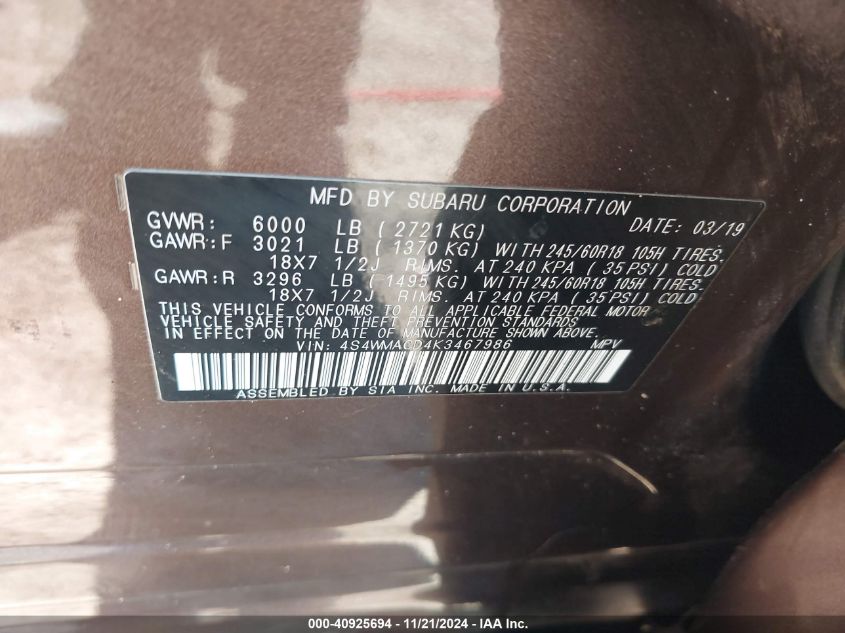 MFD BY SUBARU CORPORATION
GVWR: 6000 LB ( 2721 KG) DATE: 03/19
GAWR:F 3021 LB ( 1370 KG) WITH 245/60R18 105H TIRES.
18X7 1/2J RIMS. AT 240 KPA ( 35 PSI) COLD
GAWR:R 3296 LB ( 1495 KG) WITH 245/60R18 105H TIRES.
18X7 1/2J RIMS. AT 240 KPA ( 35 PSI) COLD
THIS VEHICLE CONFORMS TO ALL APPLICABLE FEDERAL MOTOR
VEHICLE SAFETY AND THEFT PREVENTION STANDARDS
IN EFFECT ON THE DATE OF MANUFACTURE SHOWN ABOVE.
VIN: 4S4WMACD4K3467986 MPV
ASSEMBLED BY SIA INC. MADE IN U.S.A.
000-40925694 - 11/21/2024 - IAA Inc.